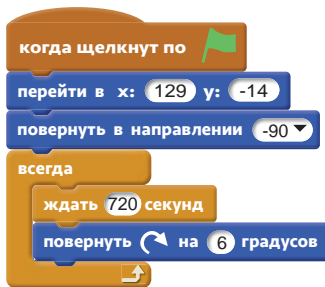 когда щелкнут по
перейти в x: 129 y: -14
повернуть в направлении -90
всегда
ждать 720 секунд
повернуть на 6 градусов